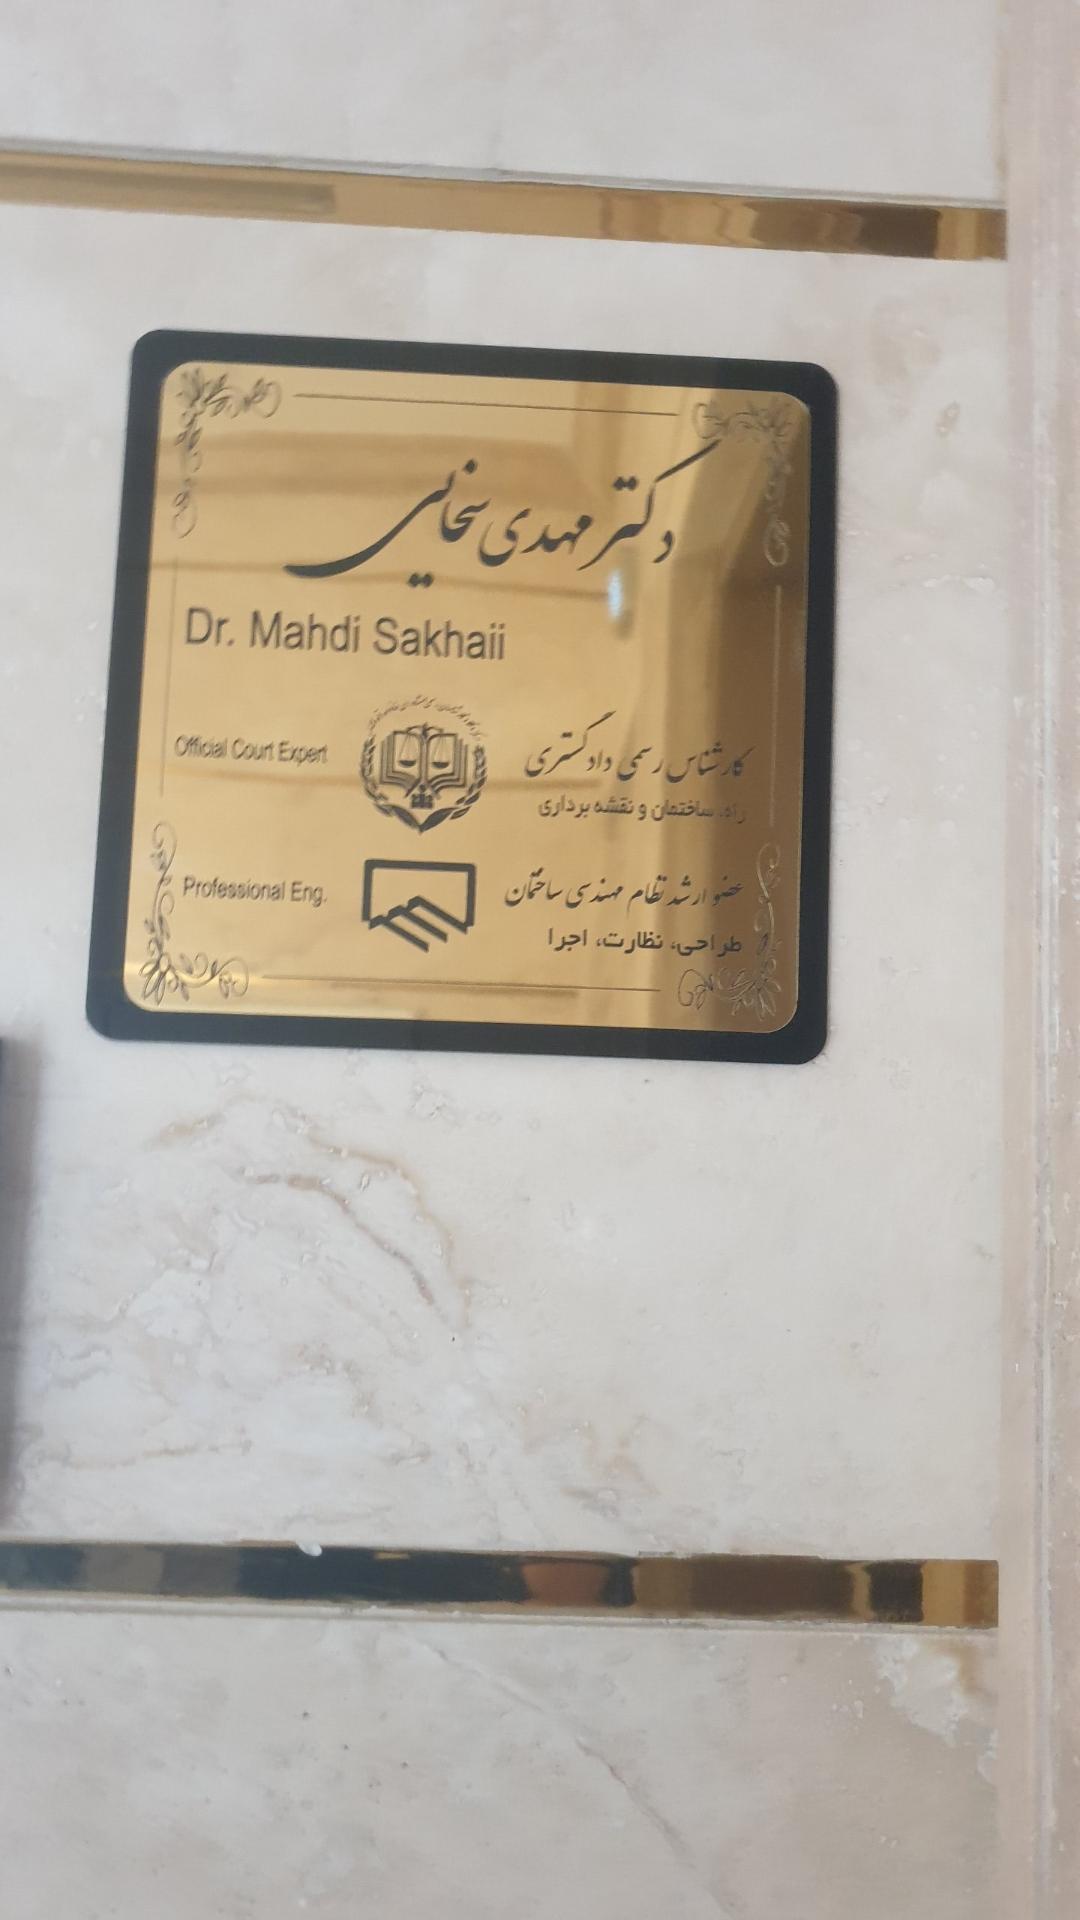 دکتر مهدی سخایی
Dr. Mahdi Sakhaii
کارشناس رسمی دادگستری
راه، ساختمان و نقشه برداری
Official Court Expert
عضو ارشد نظام مهندسی ساختمان
طراحی، نظارت، اجرا
Professional Eng.